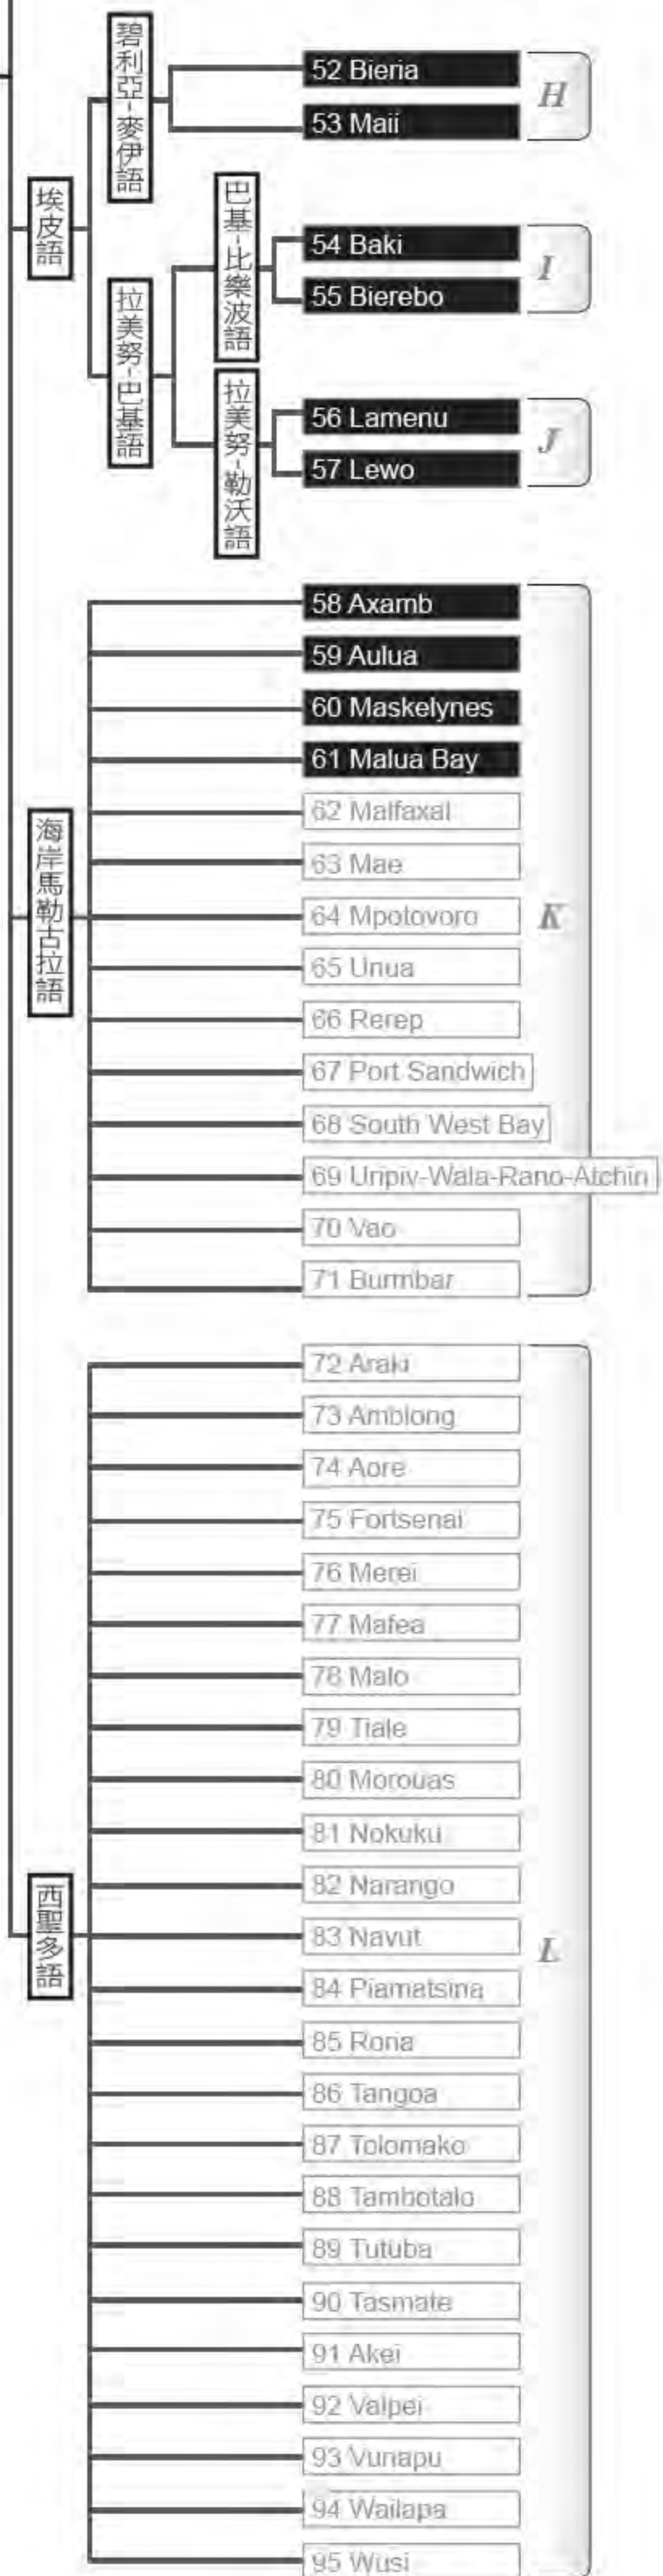 埃皮語
碧利亞-麥伊語
52 Bieria
53 Maii
H
拉美努-巴基語
巴基-比樂波語
54 Baki
55 Bierebo
I
拉美努-勒沃語
56 Lamenu
57 Lewo
J
海岸馬勒古拉語
58 Axamb
59 Aulua
60 Maskelynes
61 Malua Bay
62 Malfaxal
63 Mae
64 Mpotovoro
65 Unua
66 Rerep
67 Port Sandwich
68 South West Bay
69 Uripiv-Wala-Rano-Atchin
70 Vao
71 Burmbar
K
西聖多語
72 Araki
73 Amblong
74 Aore
75 Fortsenai
76 Merei
77 Mafea
78 Malo
79 Tiale
80 Morouas
81 Nokuku
82 Narango
83 Navut
84 Piamatsina
85 Roria
86 Tangoa
87 Tolomako
88 Tambotalo
89 Tutuba
90 Tasmate
91 Akei
92 Valpei
93 Vunapu
94 Wailapa
95 Wusi
L